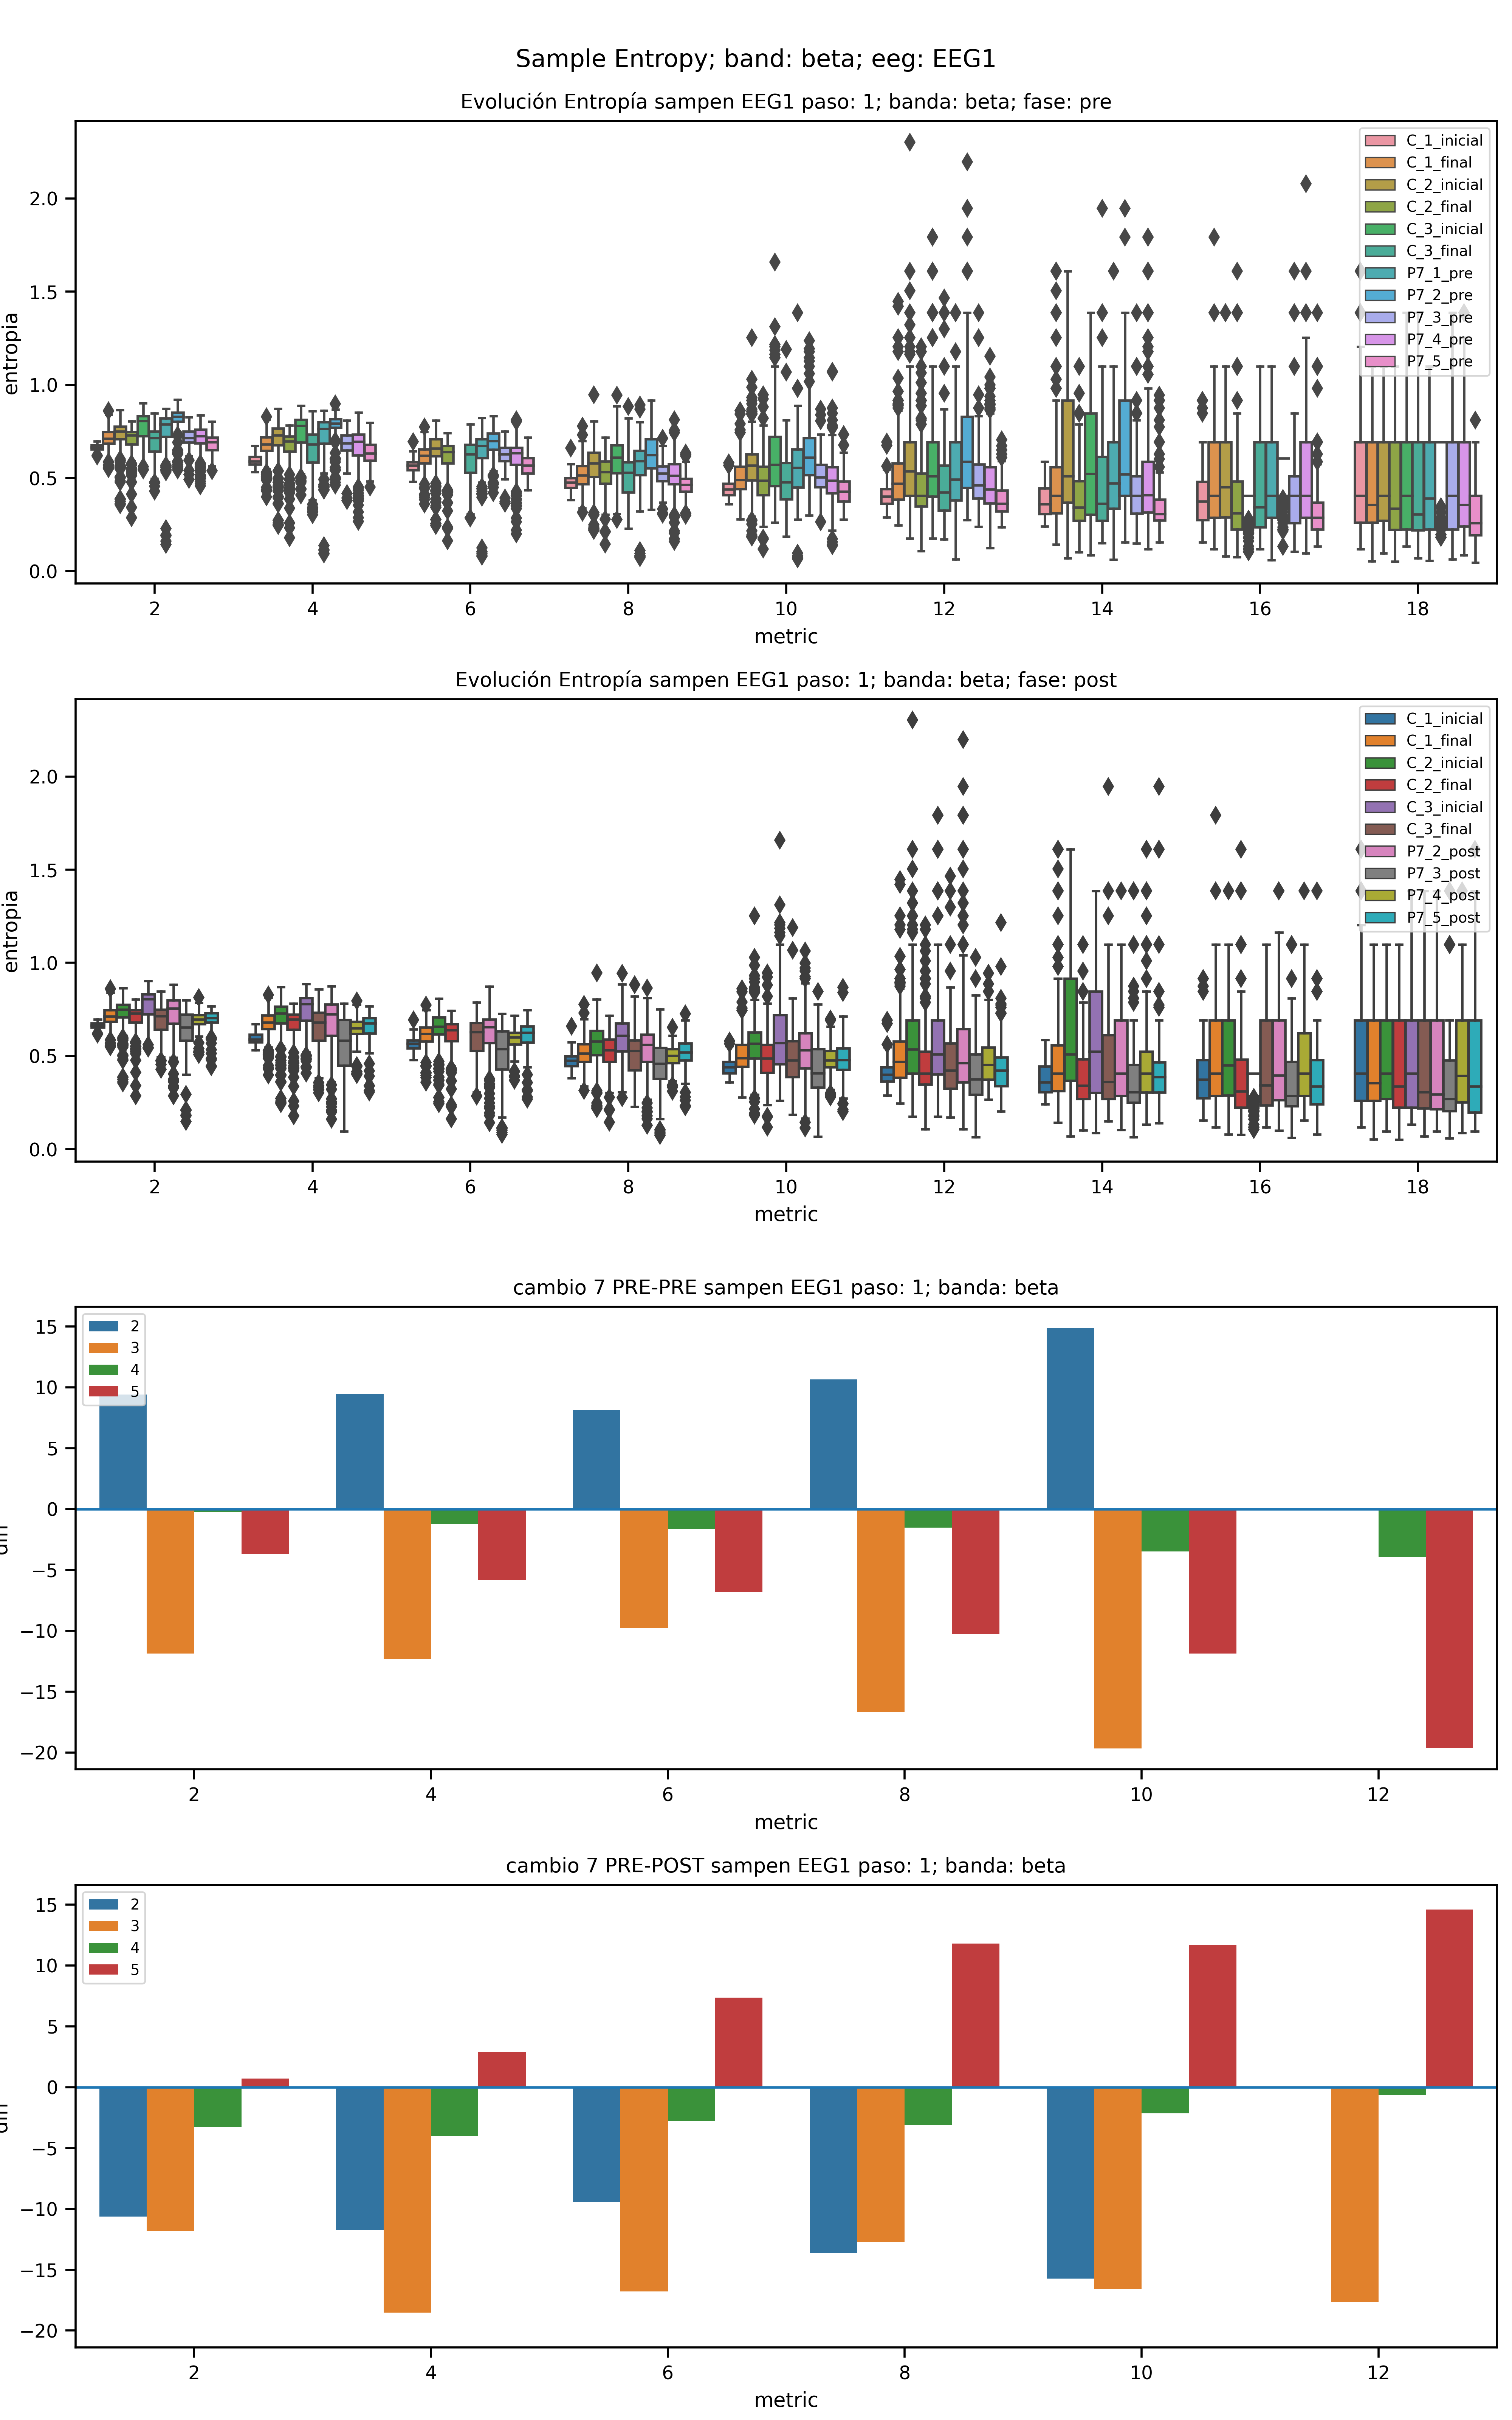 Sample Entropy; band: beta; eeg: EEG1
Evolución Entropía sampen EEG1 paso: 1; banda: beta; fase: pre
entropia
2.0
1.5
1.0
0.5
0.0
C_1_inicial
C_1_final
C_2_inicial
C_2_final
C_3_inicial
C_3_final
P7_1_pre
P7_2_pre
P7_3_pre
P7_4_pre
P7_5_pre
2 4 6 8 10 12 14 16 18
metric
Evolución Entropía sampen EEG1 paso: 1; banda: beta; fase: post
entropia
2.0
1.5
1.0
0.5
0.0
C_1_inicial
C_1_final
C_2_inicial
C_2_final
C_3_inicial
C_3_final
P7_2_post
P7_3_post
P7_4_post
P7_5_post
2 4 6 8 10 12 14 16 18
metric
cambio 7 PRE-PRE sampen EEG1 paso: 1; banda: beta
15
10
5
0
−5
−10
−15
−20
2
3
4
5
2 4 6 8 10 12
metric
cambio 7 PRE-POST sampen EEG1 paso: 1; banda: beta
15
10
5
0
−5
−10
−15
−20
2
3
4
5
2 4 6 8 10 12
metric